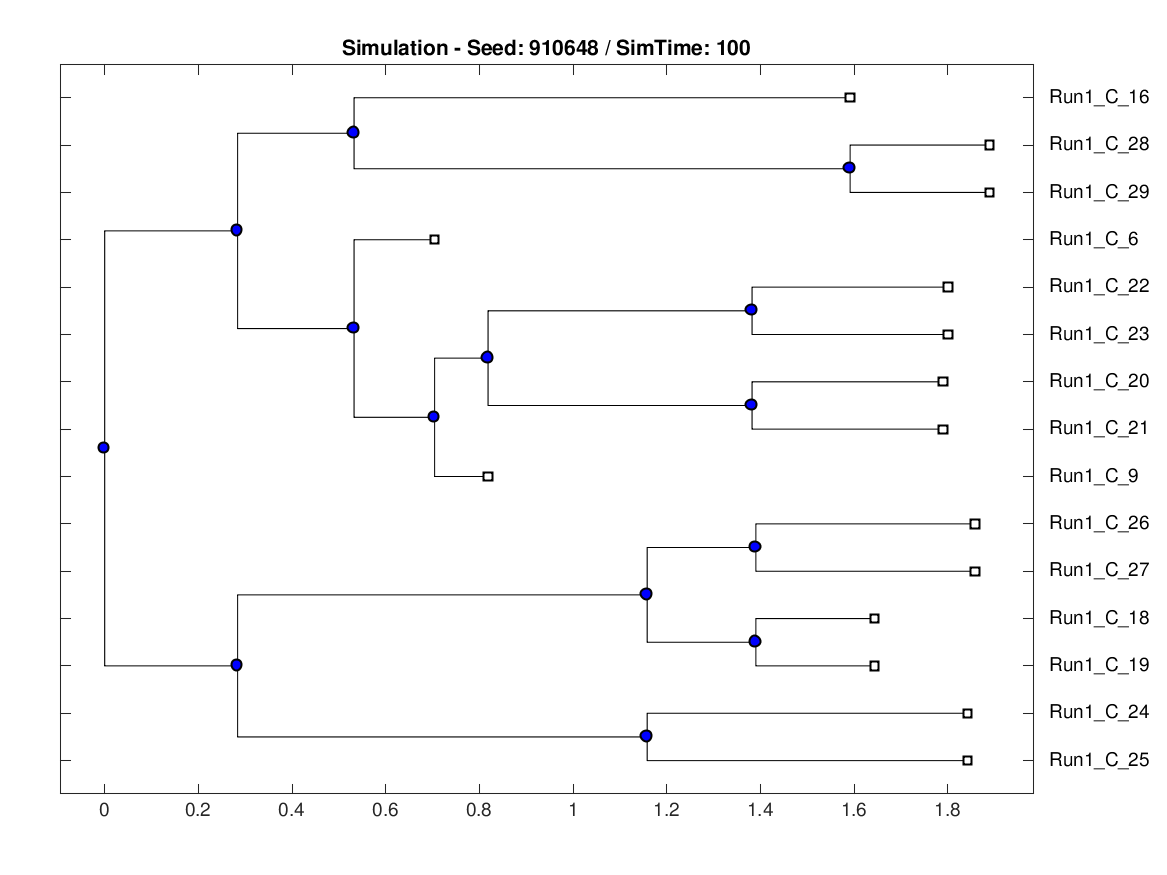 Simulation - Seed: 910648 / SimTime: 100
Run1_C_16
Run1_C_28
Run1_C_29
Run1_C_6
Run1_C_22
Run1_C_23
Run1_C_20
Run1_C_21
Run1_C_9
Run1_C_26
Run1_C_27
Run1_C_18
Run1_C_19
Run1_C_24
Run1_C_25
0 0.2 0.4 0.6 0.8 1 1.2 1.4 1.6 1.8